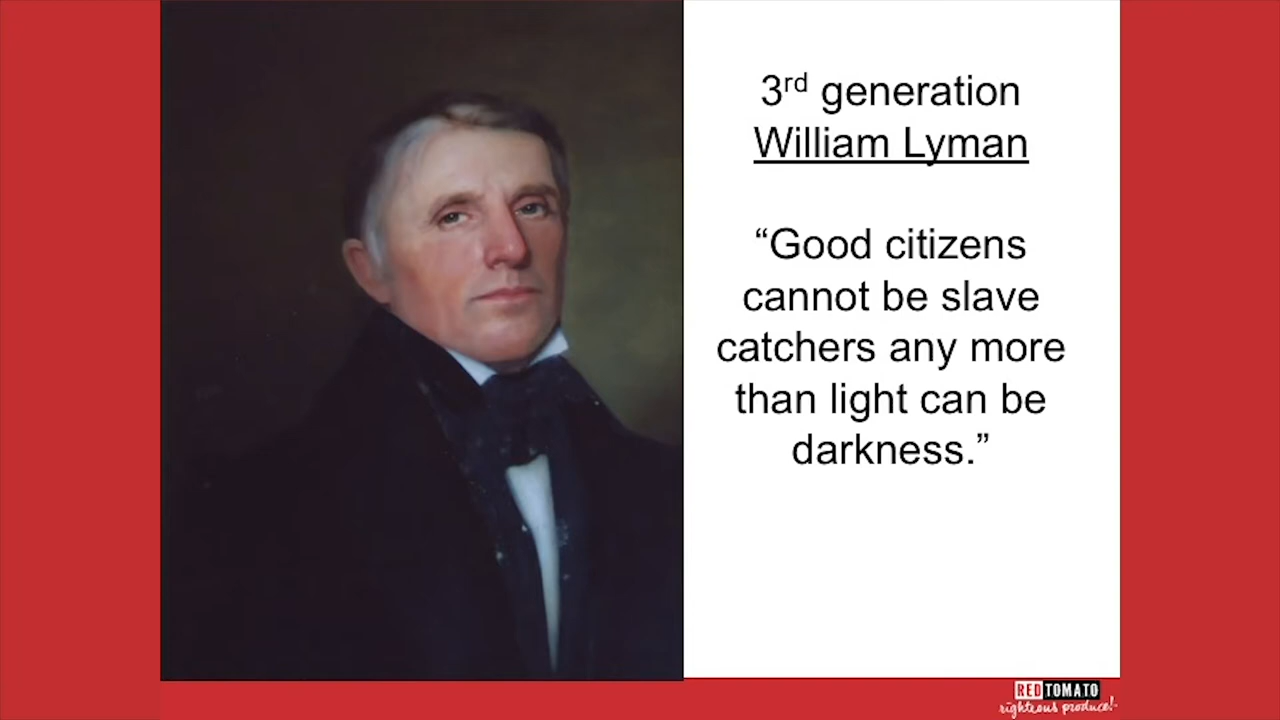 3rd generation
William Lyman
“Good citizens
cannot be slave
catchers any more
than light can be
darkness.”
RED TOMATO
righteous produce!